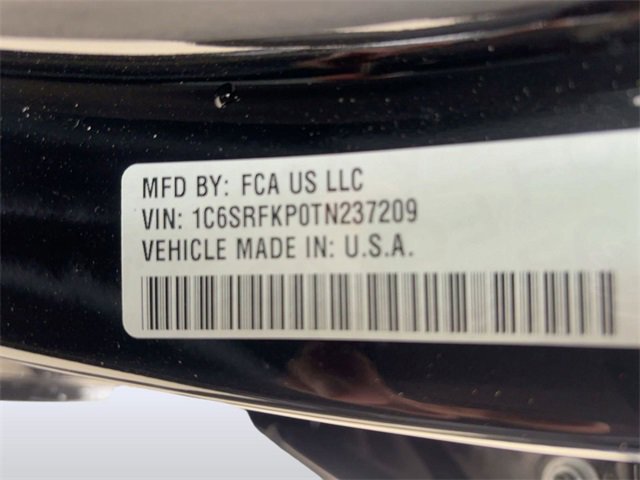 MFD BY: FCA US LLC
VIN: 1C6SRFKP0TN237209
VEHICLE MADE IN: U.S.A.